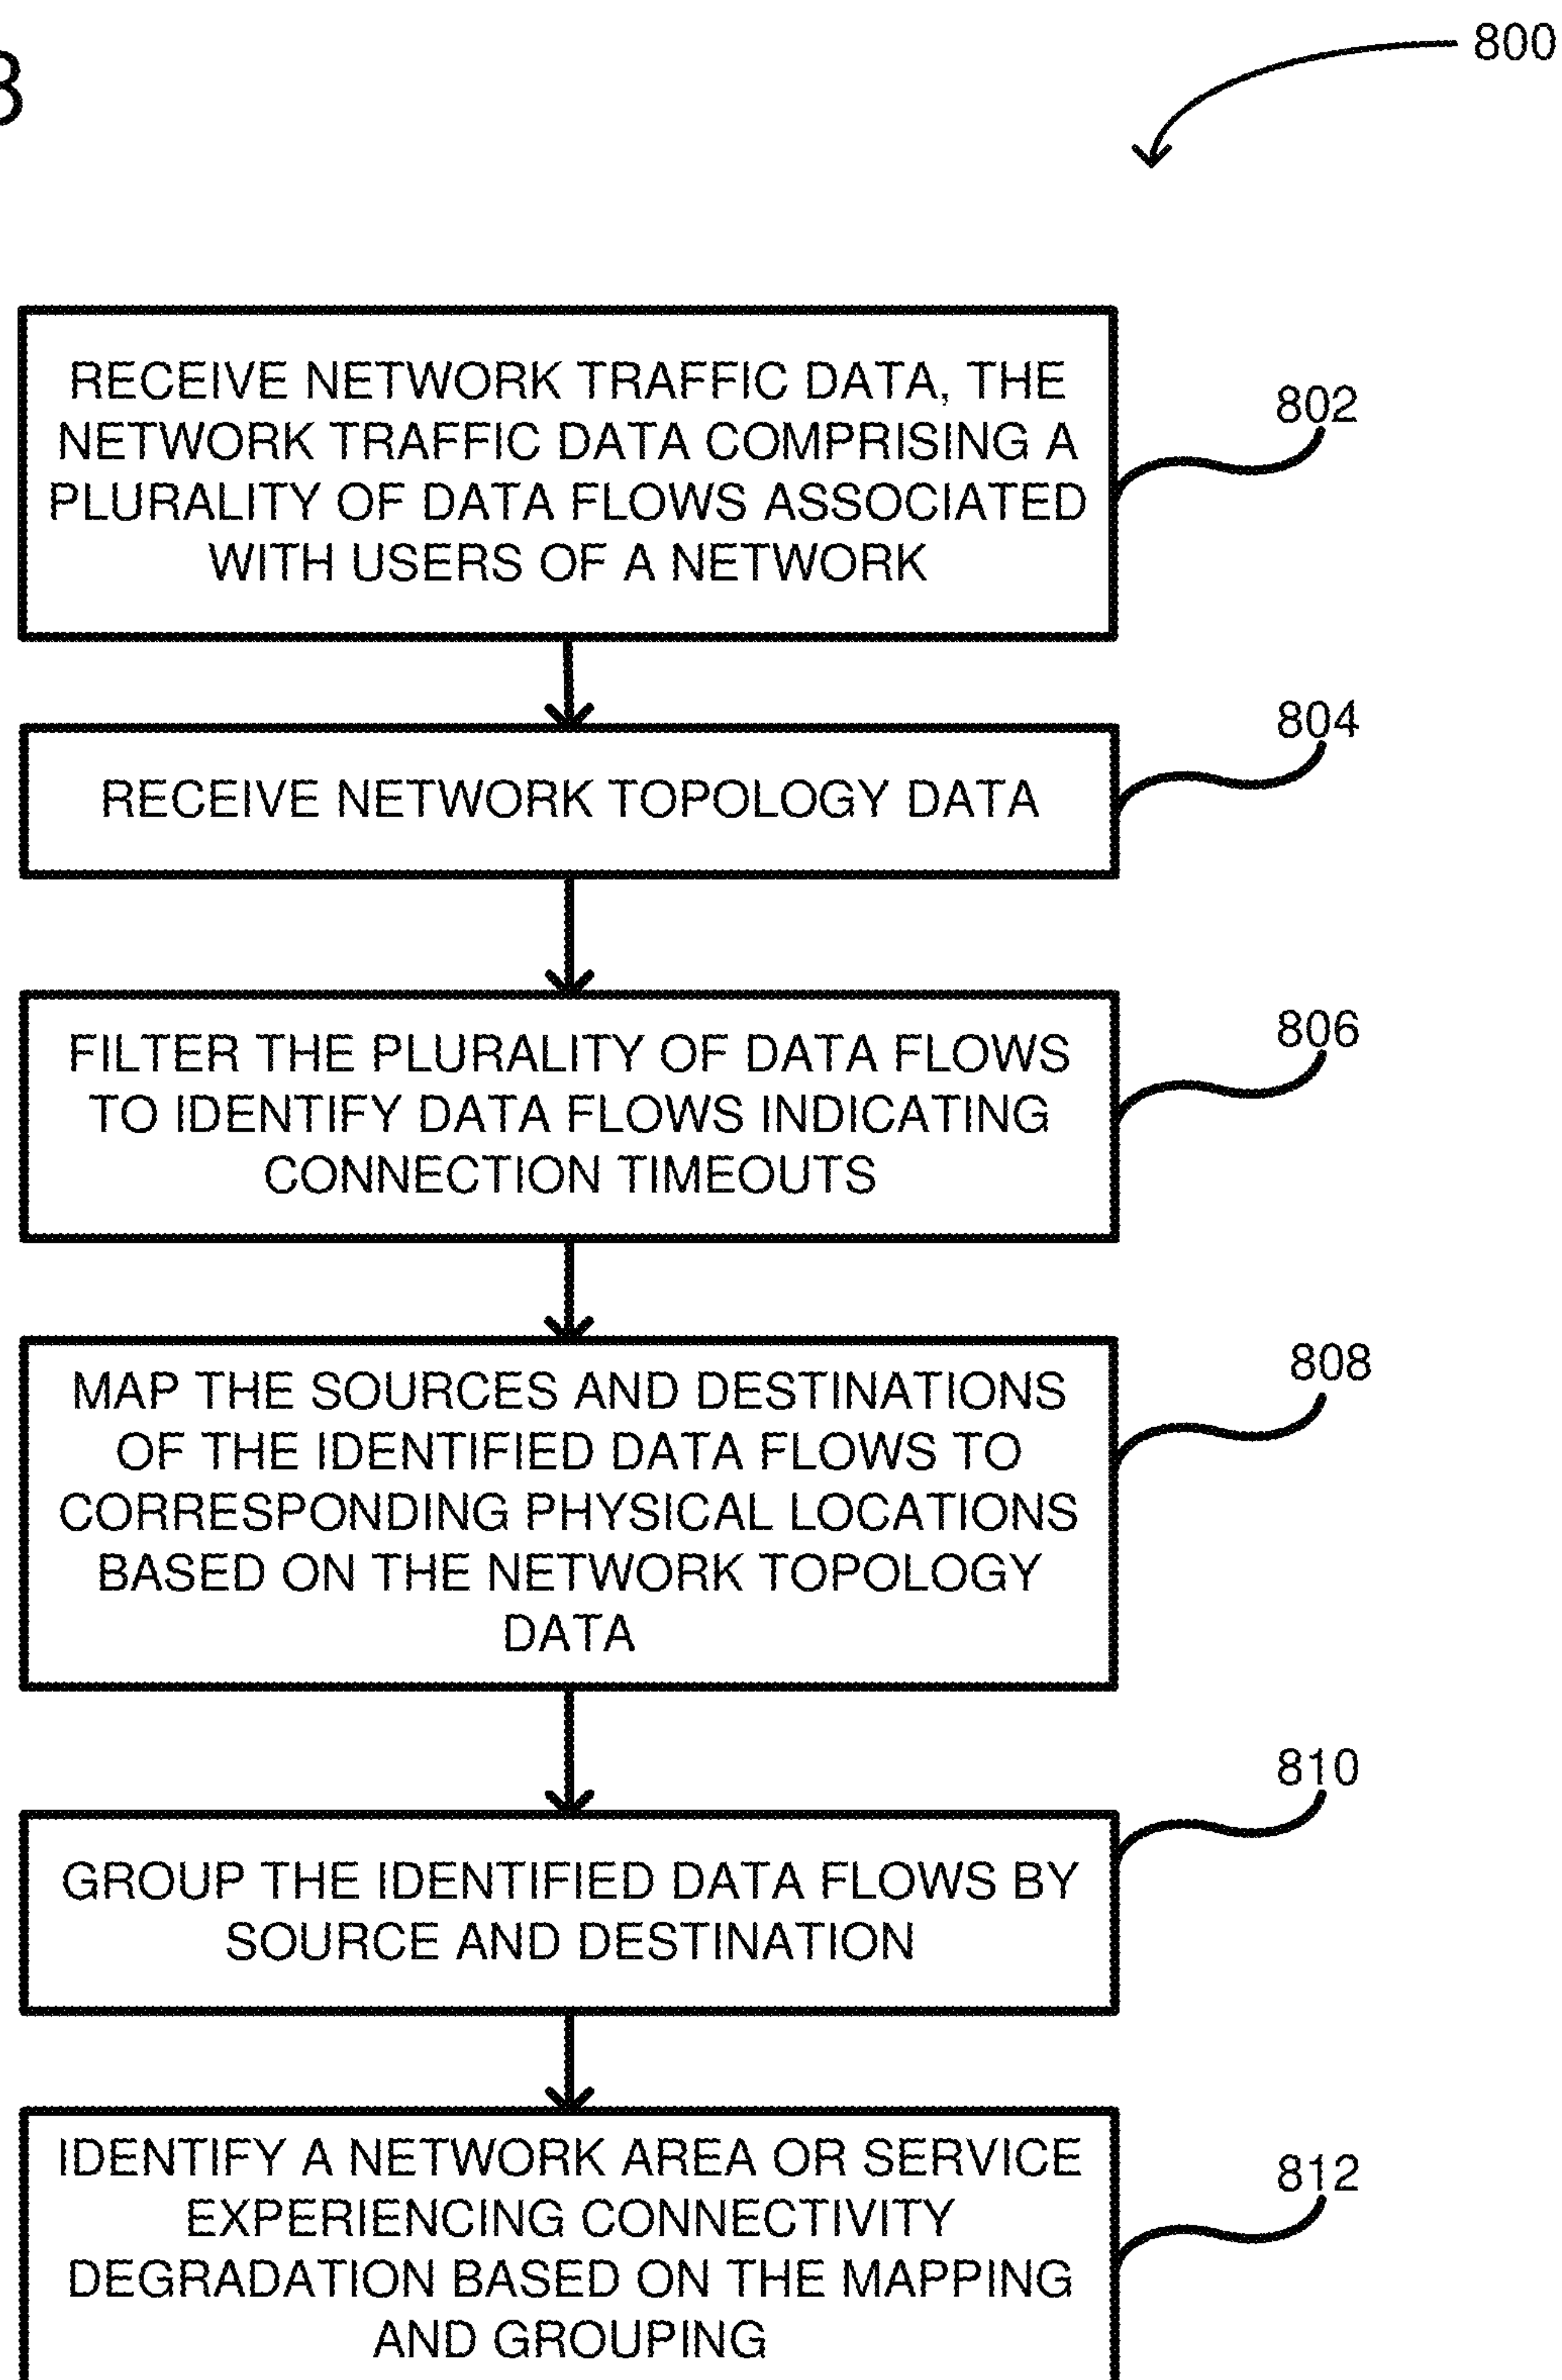 800
RECEIVE NETWORK TRAFFIC DATA, THE
NETWORK TRAFFIC DATA COMPRISING A
PLURALITY OF DATA FLOWS ASSOCIATED
WITH USERS OF A NETWORK
802
RECEIVE NETWORK TOPOLOGY DATA
804
FILTER THE PLURALITY OF DATA FLOWS
TO IDENTIFY DATA FLOWS INDICATING
CONNECTION TIMEOUTS
806
MAP THE SOURCES AND DESTINATIONS
OF THE IDENTIFIED DATA FLOWS TO
CORRESPONDING PHYSICAL LOCATIONS
BASED ON THE NETWORK TOPOLOGY
DATA
808
GROUP THE IDENTIFIED DATA FLOWS BY
SOURCE AND DESTINATION
810
IDENTIFY A NETWORK AREA OR SERVICE
EXPERIENCING CONNECTIVITY
DEGRADATION BASED ON THE MAPPING
AND GROUPING
812